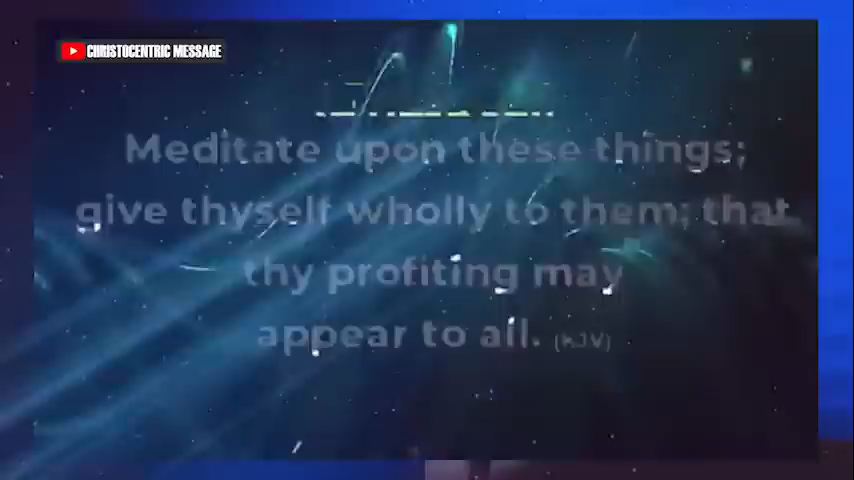 CHRISTOCENTRIC MESSAGE
Meditate upon these things;
give thyself wholly to them; that
thy profiting may
appear to all. (KJV)